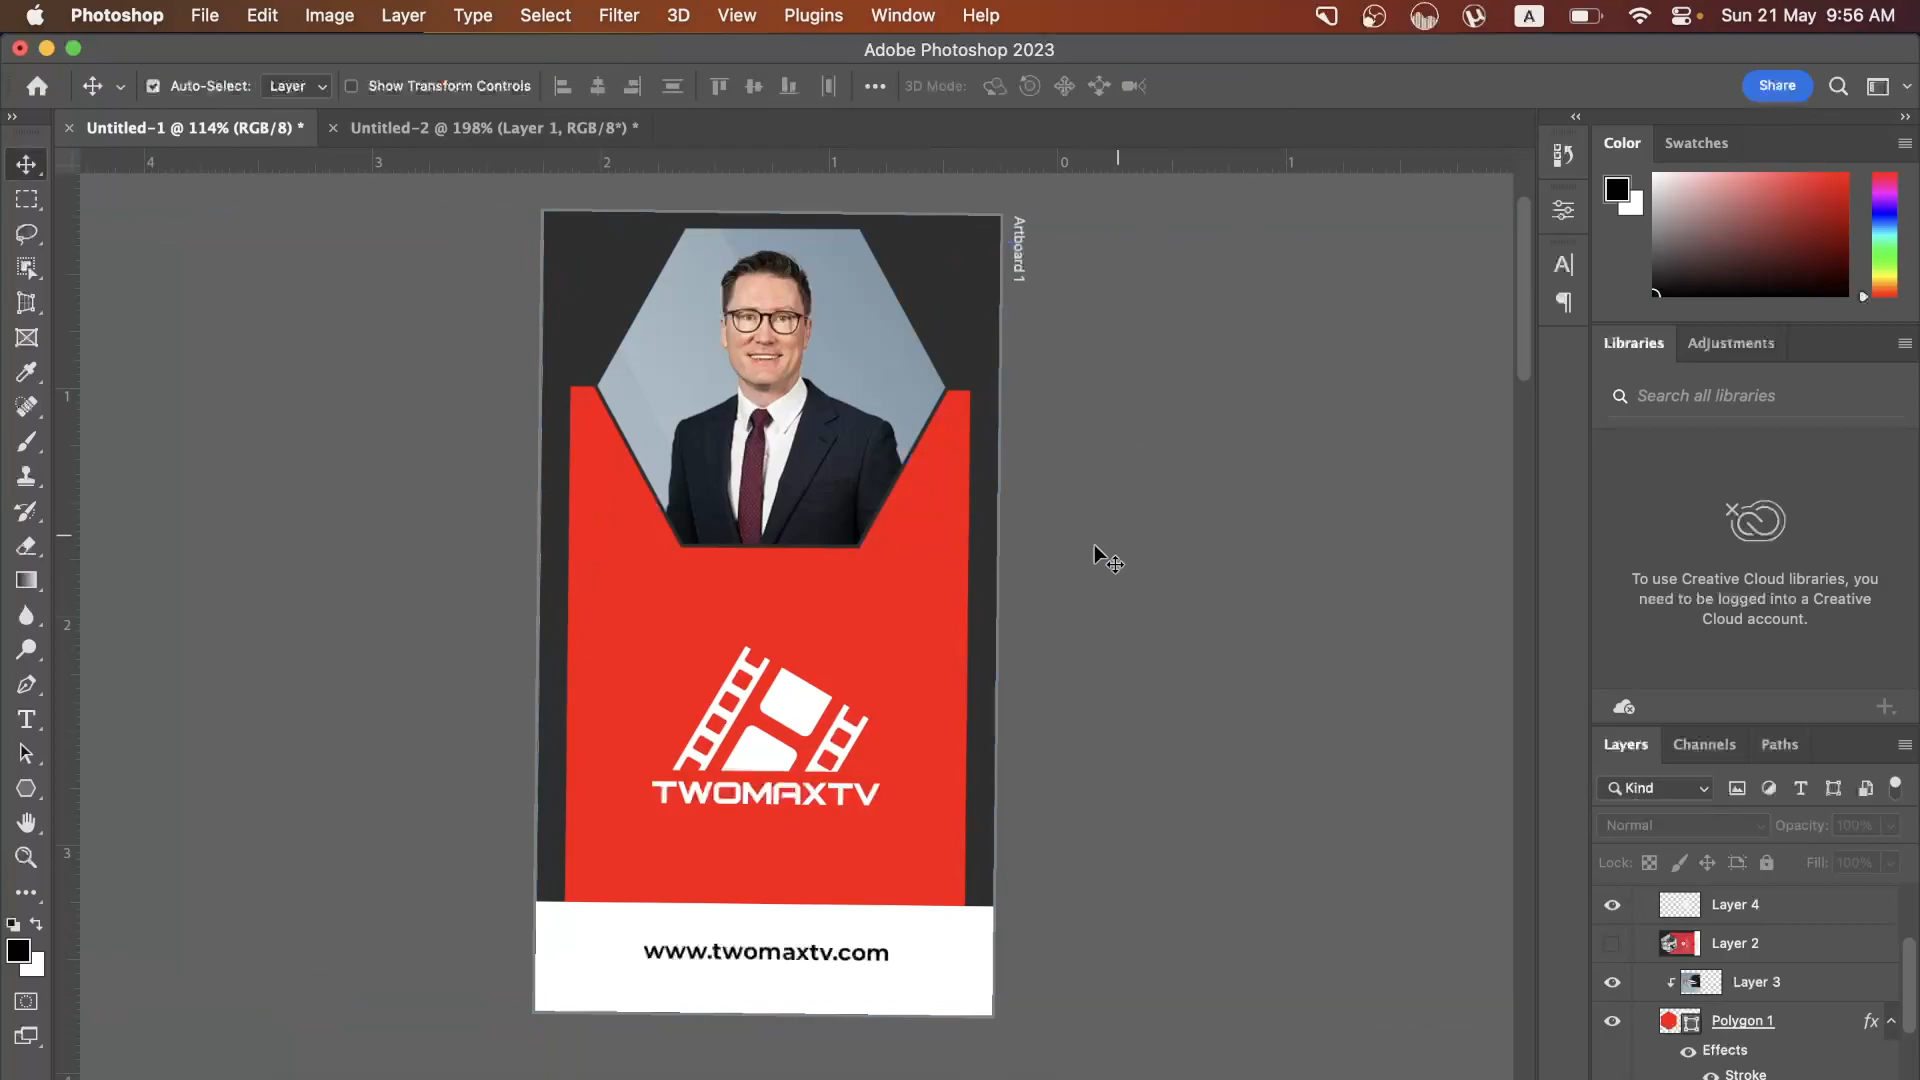 Photoshop File Edit Image Layer Type Select Filter 3D View Plugins Window Help A Sun 21 May 9:56 AM
Adobe Photoshop 2023
Auto-Select: Layer Show Transform Controls 3D Mode: Share
Untitled-1 @ 114% (RGB/8) * Untitled-2 @ 198% (Layer 1, RGB/8*) *
4 3 2 1 0 1
1
2
3
Artboard 1
TWOMAXTV
www.twomaxtv.com
Color Swatches
Libraries Adjustments
Search all libraries
To use Creative Cloud libraries, you
need to be logged into a Creative
Cloud account.
Layers Channels Paths
Kind
Normal Opacity: 100%
Lock: Fill: 100%
Layer 4
Layer 2
Layer 3
Polygon 1 fx
Effects
Stroke